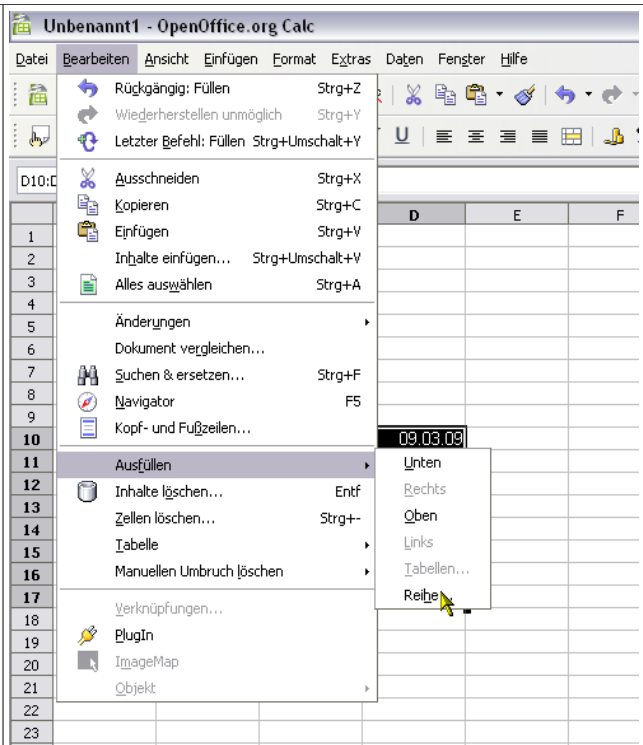 Unbenannt1 - OpenOffice.org Calc
Datei Bearbeiten Ansicht Einfügen Format Extras Daten Fenster Hilfe
Rückgängig: Füllen Strg+Z
Wiederherstellen unmöglich Strg+Y
Letzter Befehl: Füllen Strg+Umschalt+Y
U
D10:D
Ausschneiden Strg+X
Kopieren Strg+C
Einfügen Strg+V
Inhalte einfügen... Strg+Umschalt+V
Alles auswählen Strg+A
Änderungen
Dokument vergleichen...
Suchen & ersetzen... Strg+F
Navigator F5
Kopf- und Fußzeilen...
Ausfüllen
Inhalte löschen... Entf
Zellen löschen... Strg+-
Tabelle
Manuellen Umbruch löschen
Verknüpfungen...
PlugIn
ImageMap
Objekt
Unten
Rechts
Oben
Links
Tabellen...
Reihe...
D E F
1
2
3
4
5
6
7
8
9
10 09.03.09
11
12
13
14
15
16
17
18
19
20
21
22
23